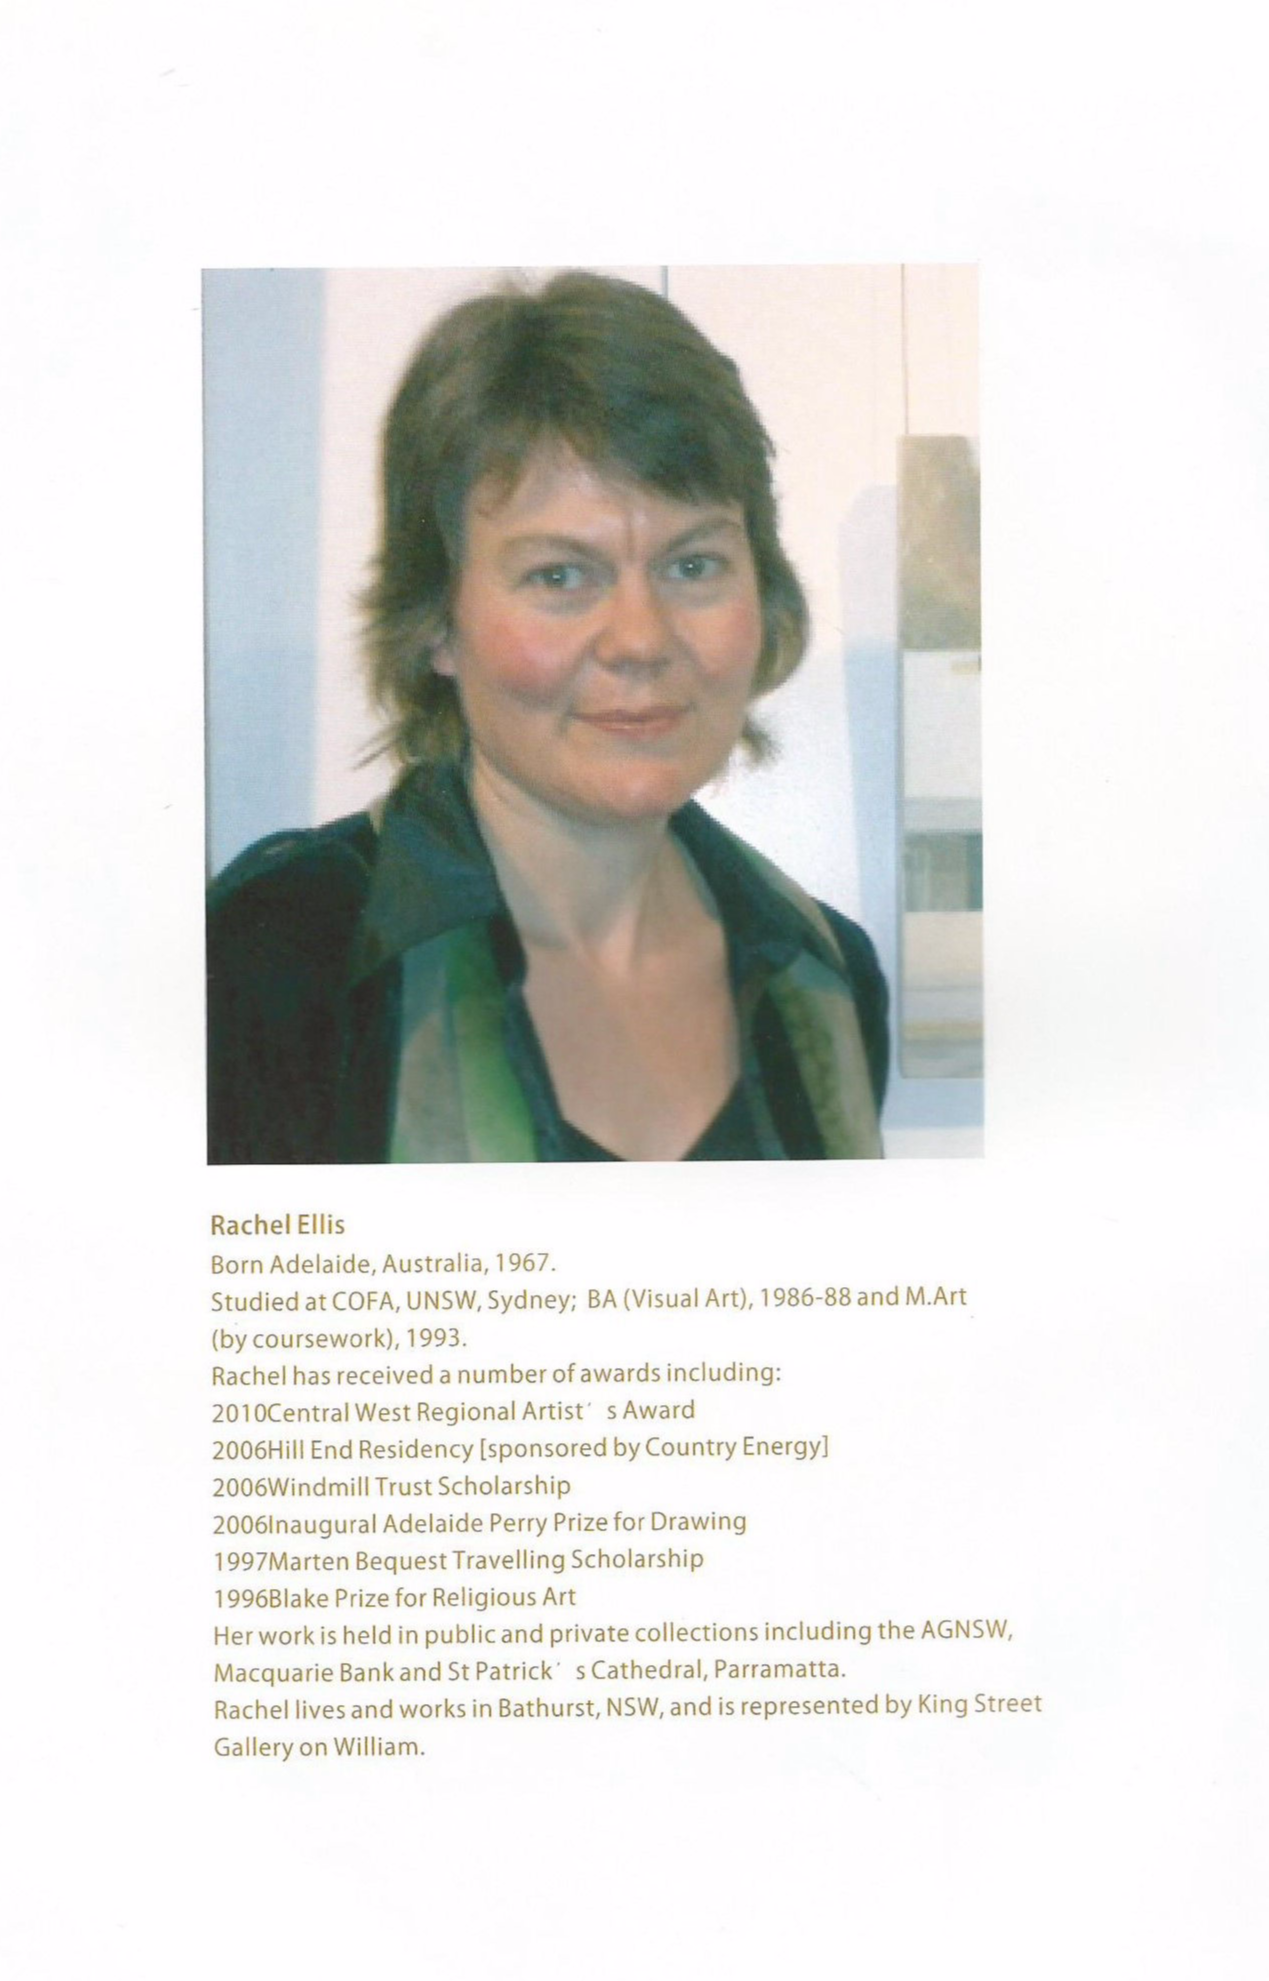 Rachel Ellis
Born Adelaide, Australia, 1967.
Studied at COFA, UNSW, Sydney; BA (Visual Art), 1986-88 and M.Art
(by coursework), 1993.
Rachel has received a number of awards including:
2010Central West Regional Artist´ s Award
2006Hill End Residency [sponsored by Country Energy]
2006Windmill Trust Scholarship
2006Inaugural Adelaide Perry Prize for Drawing
1997Marten Bequest Travelling Scholarship
1996Blake Prize for Religious Art
Her work is held in public and private collections including the AGNSW,
Macquarie Bank and St Patrick´ s Cathedral, Parramatta.
Rachel lives and works in Bathurst, NSW, and is represented by King Street
Gallery on William.